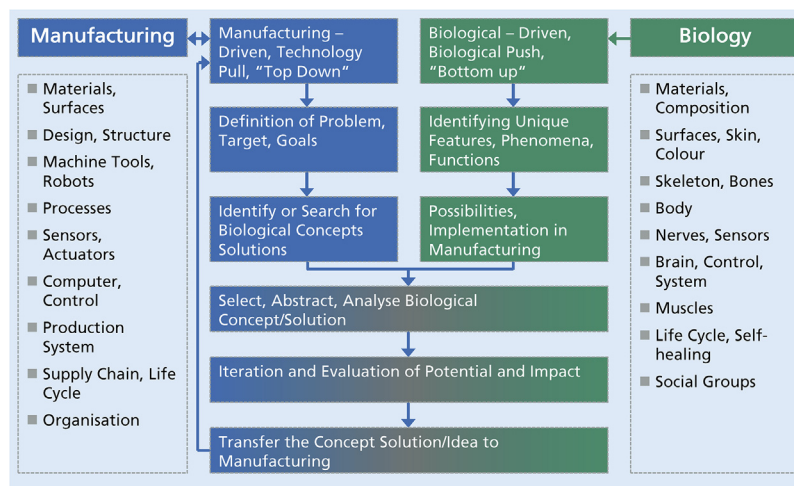 Manufacturing
Manufacturing –
Driven, Technology
Pull, “Top Down“
Biological – Driven,
Biological Push,
“Bottom up“
Biology
Materials,
Surfaces
Design, Structure
Machine Tools,
Robots
Processes
Sensors,
Actuators
Computer,
Control
Production
System
Supply Chain, Life
Cycle
Organisation
Definition of Problem,
Target, Goals
Identifying Unique
Features, Phenomena,
Functions
Identify or Search for
Biological Concepts
Solutions
Possibilities,
Implementation in
Manufacturing
Select, Abstract, Analyse Biological
Concept/Solution
Iteration and Evaluation of Potential and Impact
Transfer the Concept Solution/Idea to
Manufacturing
Materials,
Composition
Surfaces, Skin,
Colour
Skeleton, Bones
Body
Nerves, Sensors
Brain, Control,
System
Muscles
Life Cycle, Self-
healing
Social Groups